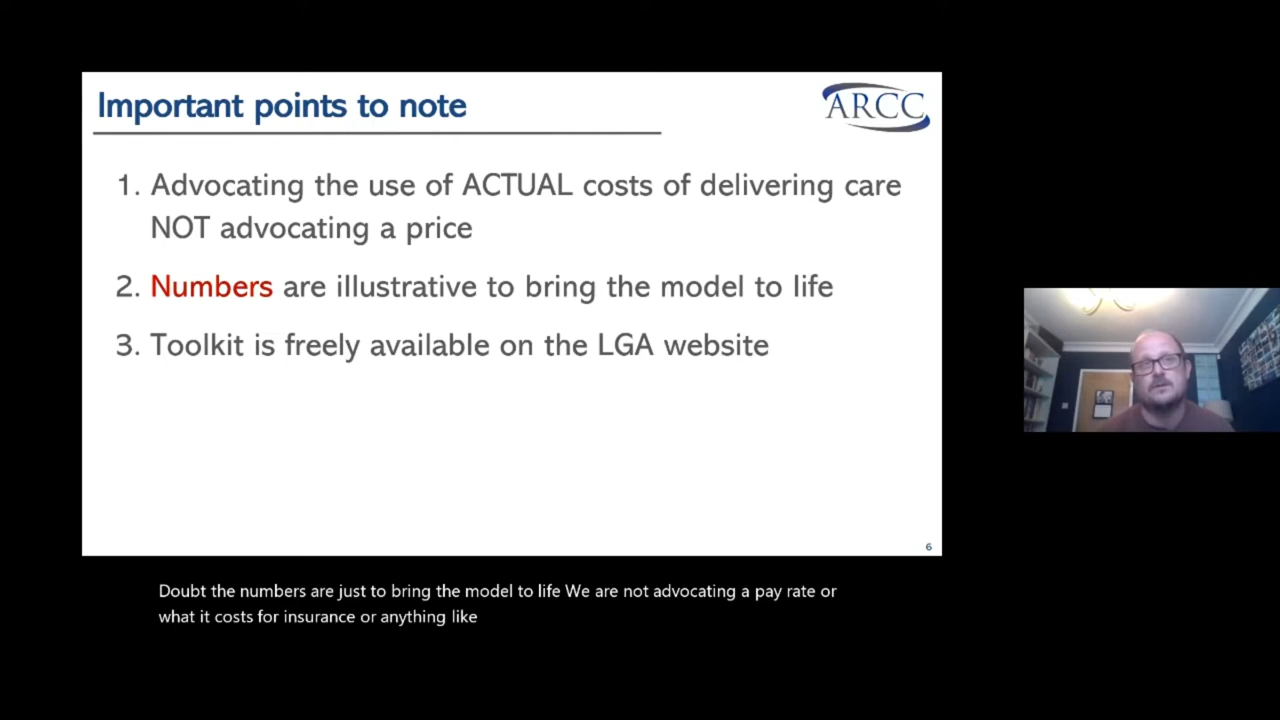 Important points to note
ARCC
1. Advocating the use of ACTUAL costs of delivering care
NOT advocating a price
2. Numbers are illustrative to bring the model to life
3. Toolkit is freely available on the LGA website
6
Doubt the numbers are just to bring the model to life We are not advocating a pay rate or
what it costs for insurance or anything like